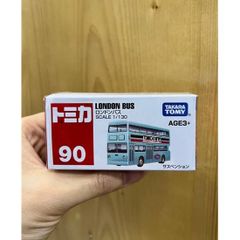 トミカ
90
LONDON BUS
ロンドンバス
SCALE 1/130
TAKARA
TOMY
AGE3+
サスペンション